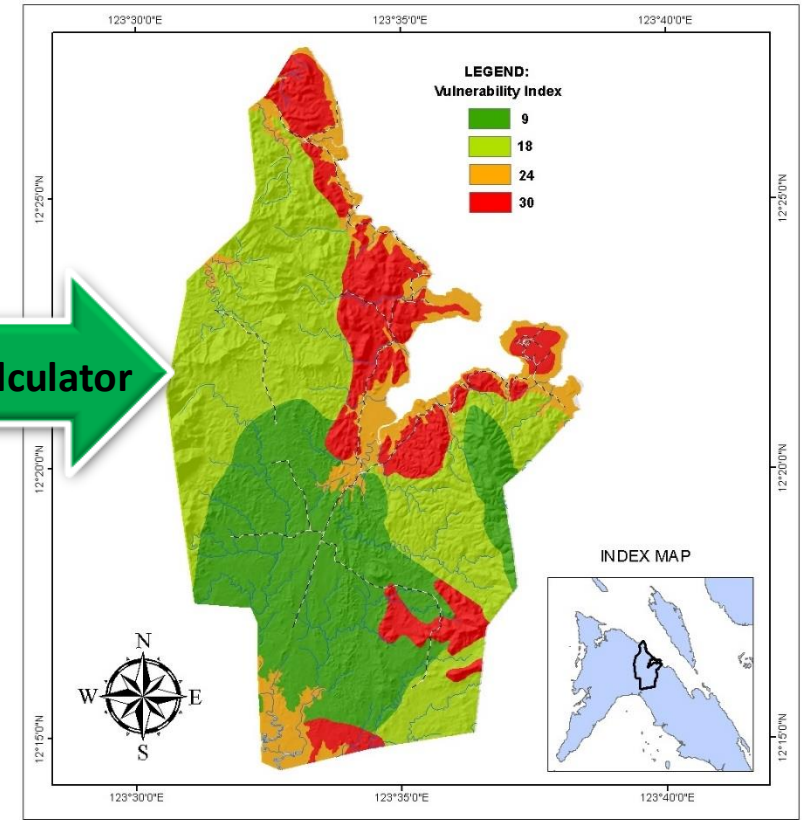 123°30'0"E 123°35'0"E 123°40'0"E
LEGEND:
Vulnerability Index
9
18
24
30
12°25'0"N 12°25'0"N
lculator
12°20'0"N 12°20'0"N
INDEX MAP
N
W E
S
12°15'0"N 12°15'0"N
123°30'0"E 123°35'0"E 123°40'0"E